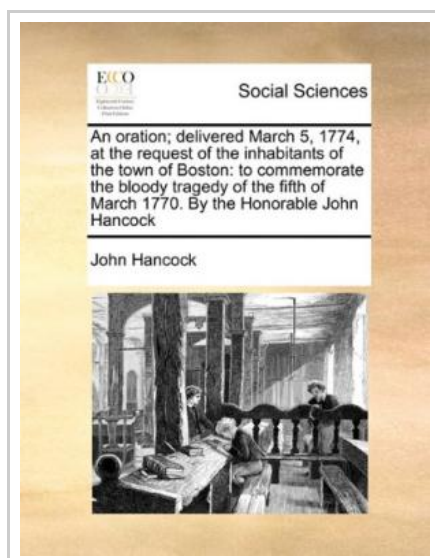 ECCO
Social Sciences
An oration; delivered March 5, 1774,
at the request of the inhabitants of
the town of Boston: to commemorate
the bloody tragedy of the fifth of
March 1770. By the Honorable John
Hancock
John Hancock